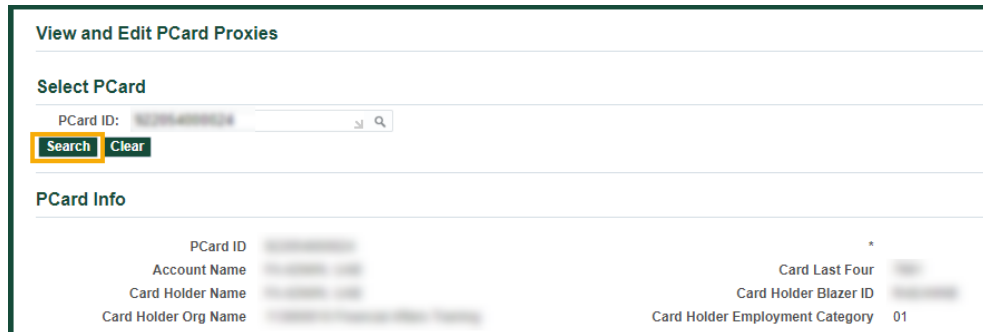 View and Edit PCard Proxies
Select PCard
PCard ID:
Search Clear
PCard Info
PCard ID *
Account Name Card Last Four
Card Holder Name Card Holder Blazer ID
Card Holder Org Name Card Holder Employment Category 01